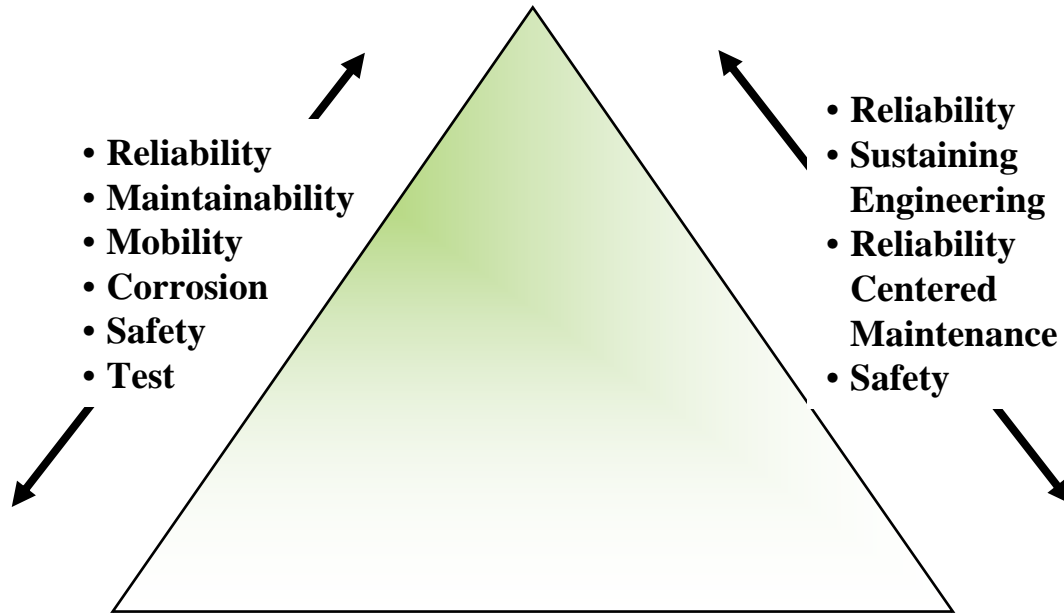 • Reliability
• Maintainability
• Mobility
• Corrosion
• Safety
• Test
• Reliability
• Sustaining
Engineering
• Reliability
Centered
Maintenance
• Safety